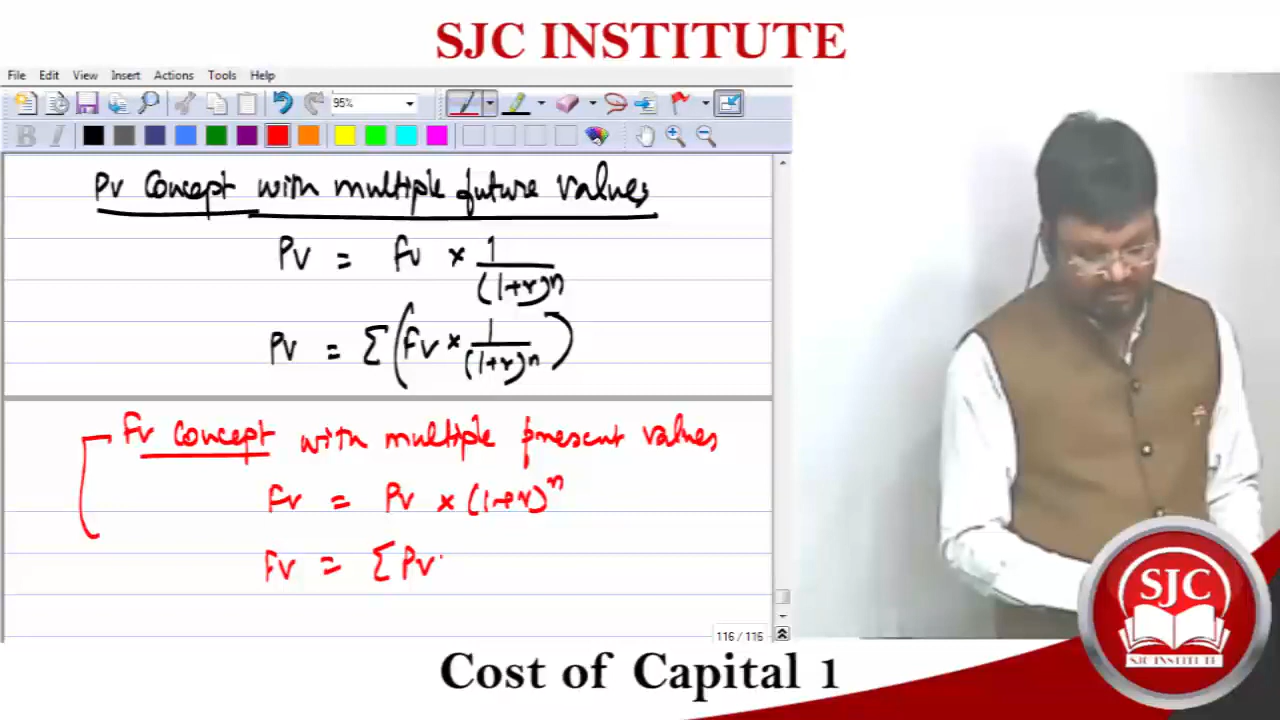 SJC INSTITUTE
File Edit View Insert Actions Tools Help
95%
B I
PV Concept with multiple future values
PV = FV × 1/(1+r)^n
PV = Σ(FV × 1/(1+r)^n)
FV concept with multiple present values
FV = PV × (1+r)^n
FV = Σ PV
116 / 116
SJC
SJC INSTITUTE
Cost of Capital 1